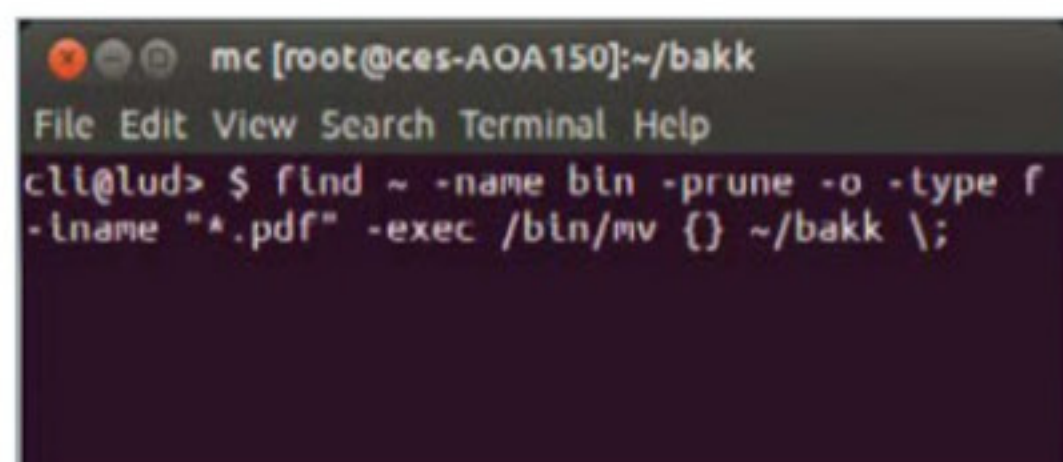 mc [root@ces-AOA150]:~/bakk
File Edit View Search Terminal Help
cli@lud> $ find ~ -name bin -prune -o -type f
-iname "*.pdf" -exec /bin/mv {} ~/bakk \;